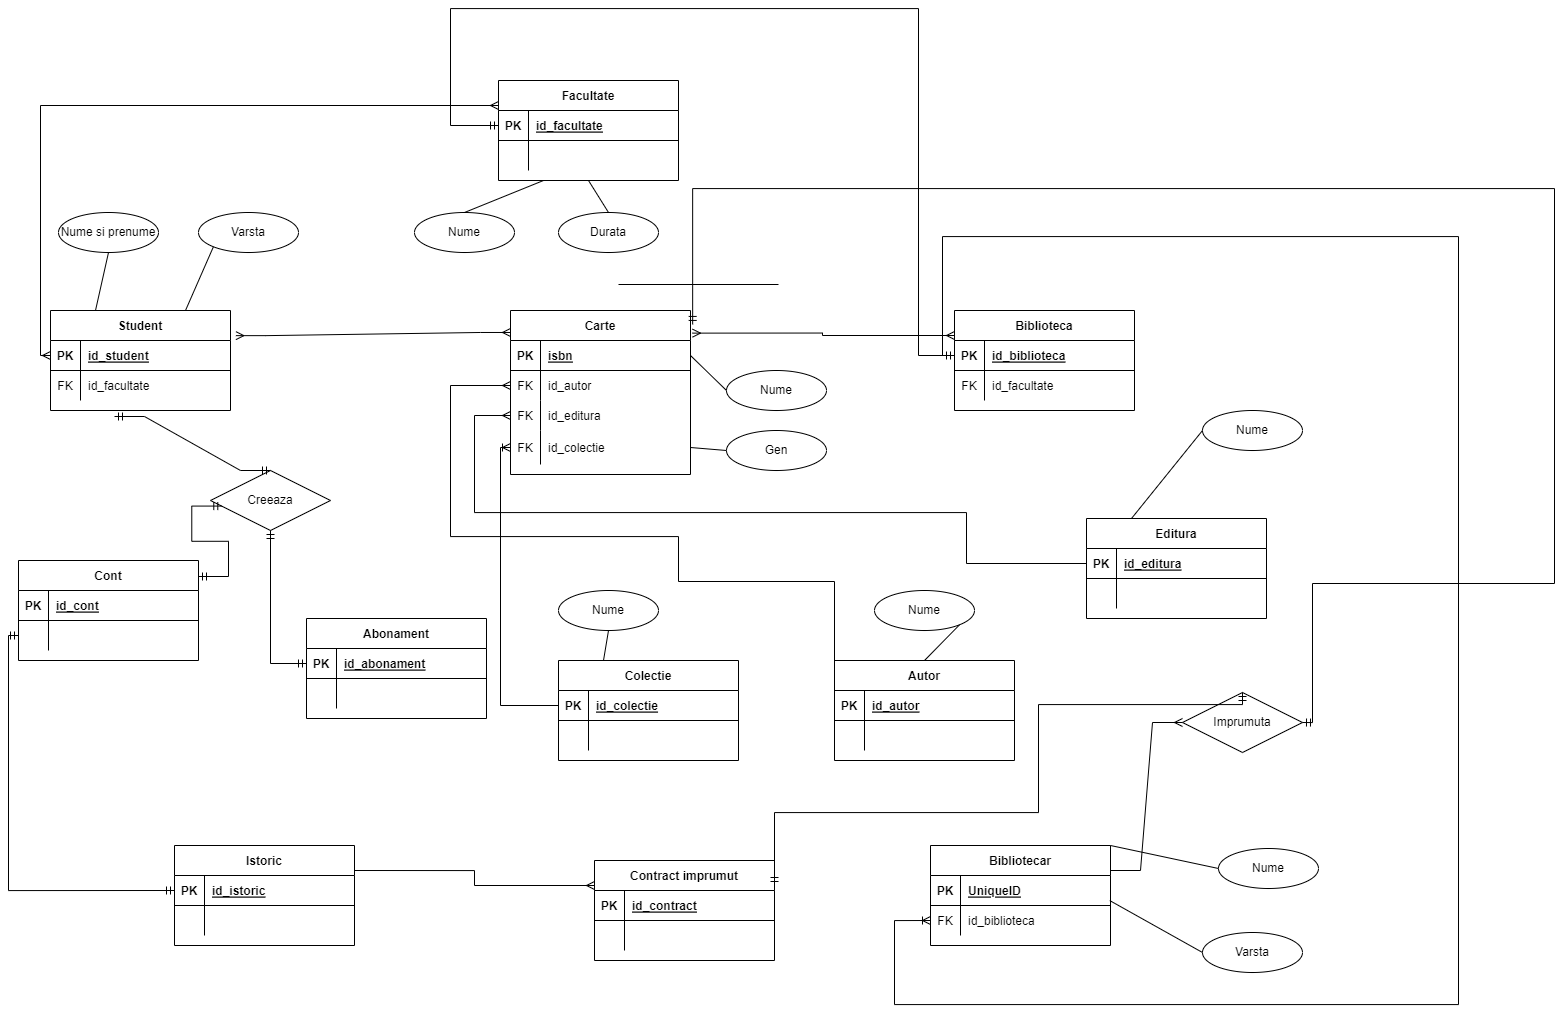 Facultate
PK id_facultate
Nume
Durata
Nume si prenume
Varsta
Student
PK id_student
FK id_facultate
Carte
PK isbn
FK id_autor
FK id_editura
FK id_colectie
Nume
Gen
Biblioteca
PK id_biblioteca
FK id_facultate
Nume
Editura
PK id_editura
Creeaza
Cont
PK id_cont
Abonament
PK id_abonament
Nume
Colectie
PK id_colectie
Nume
Autor
PK id_autor
Imprumuta
Istoric
PK id_istoric
Contract imprumut
PK id_contract
Bibliotecar
PK UniqueID
FK id_biblioteca
Nume
Varsta